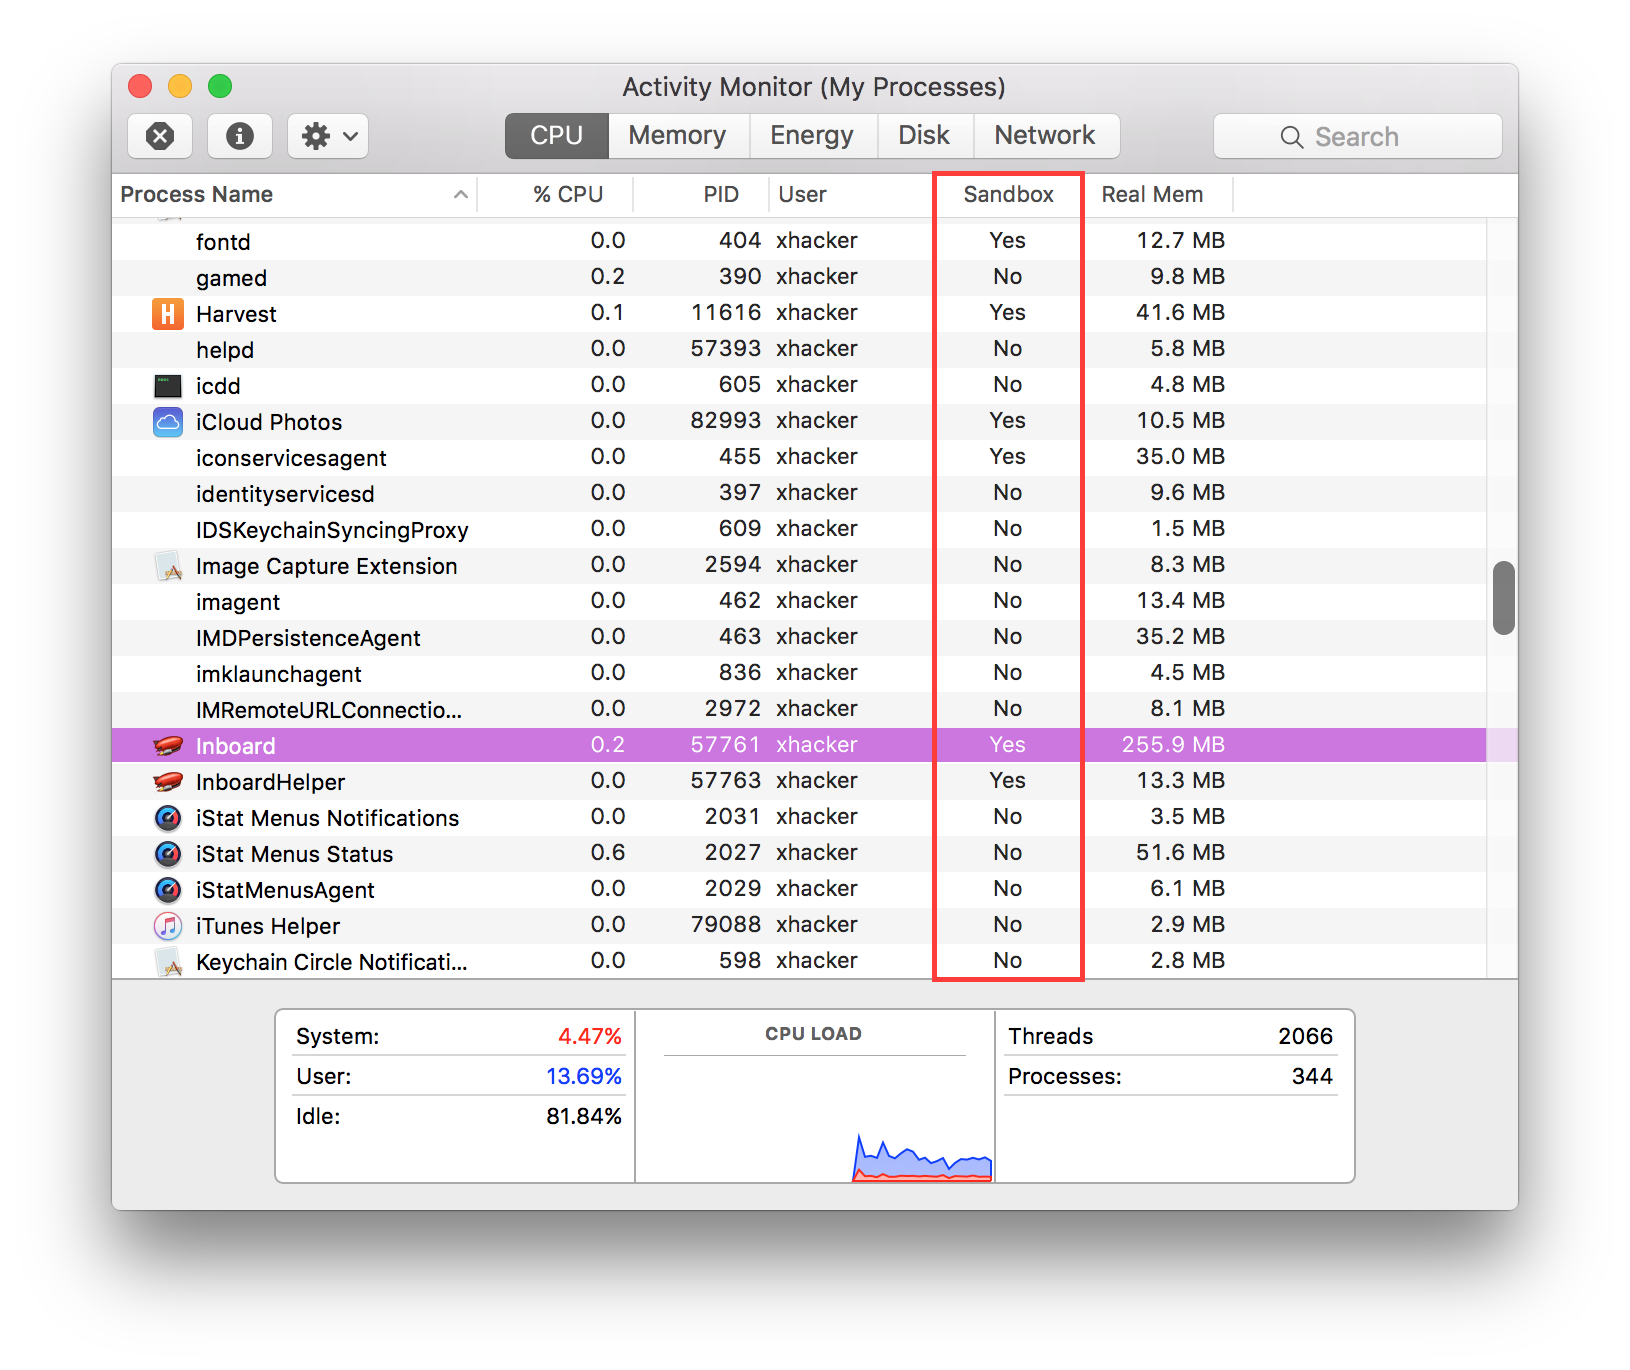 Activity Monitor (My Processes)
CPU Memory Energy Disk Network Search
Process Name % CPU PID User Sandbox Real Mem
fontd 0.0 404 xhacker Yes 12.7 MB
gamed 0.2 390 xhacker No 9.8 MB
H Harvest 0.1 11616 xhacker Yes 41.6 MB
helpd 0.0 57393 xhacker No 5.8 MB
icdd 0.0 605 xhacker No 4.8 MB
iCloud Photos 0.0 82993 xhacker Yes 10.5 MB
iconservicesagent 0.0 455 xhacker Yes 35.0 MB
identityservicesd 0.0 397 xhacker No 9.6 MB
IDSKeychainSyncingProxy 0.0 609 xhacker No 1.5 MB
Image Capture Extension 0.0 2594 xhacker No 8.3 MB
imagent 0.0 462 xhacker No 13.4 MB
IMDPersistenceAgent 0.0 463 xhacker No 35.2 MB
imklaunchagent 0.0 836 xhacker No 4.5 MB
IMRemoteURLConnectio... 0.0 2972 xhacker No 8.1 MB
Inboard 0.2 57761 xhacker Yes 255.9 MB
InboardHelper 0.0 57763 xhacker Yes 13.3 MB
iStat Menus Notifications 0.0 2031 xhacker No 3.5 MB
iStat Menus Status 0.6 2027 xhacker No 51.6 MB
iStatMenusAgent 0.0 2029 xhacker No 6.1 MB
iTunes Helper 0.0 79088 xhacker No 2.9 MB
Keychain Circle Notificati... 0.0 598 xhacker No 2.8 MB
System: 4.47%
User: 13.69%
Idle: 81.84%
CPU LOAD
Threads 2066
Processes: 344